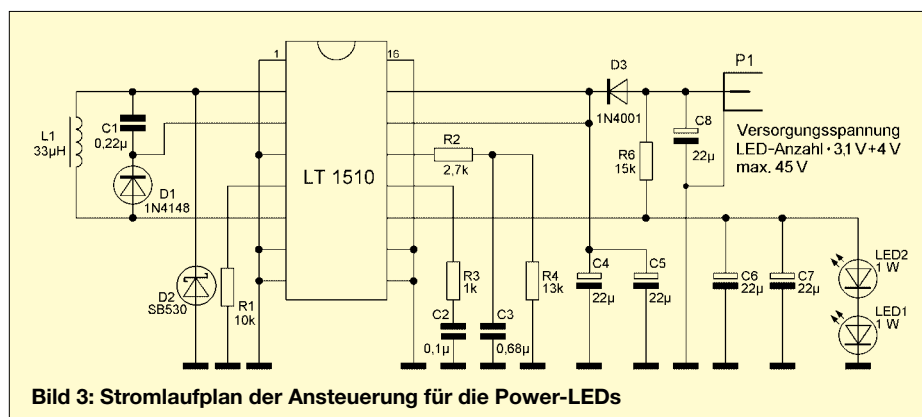 1
16
LT 1510
L1
33µH
C1
0,22µ
D1
1N4148
D2
SB530
R1
10k
R2
2,7k
R3
1k
C2
0,1µ
C3
0,68µ
R4
13k
D3
1N4001
C4
22µ
C5
22µ
R6
15k
C8
22µ
P1
Versorgungsspannung
LED-Anzahl · 3,1 V+4 V
max. 45 V
C6
22µ
C7
22µ
LED2
1 W
LED1
1 W
Bild 3: Stromlaufplan der Ansteuerung für die Power-LEDs